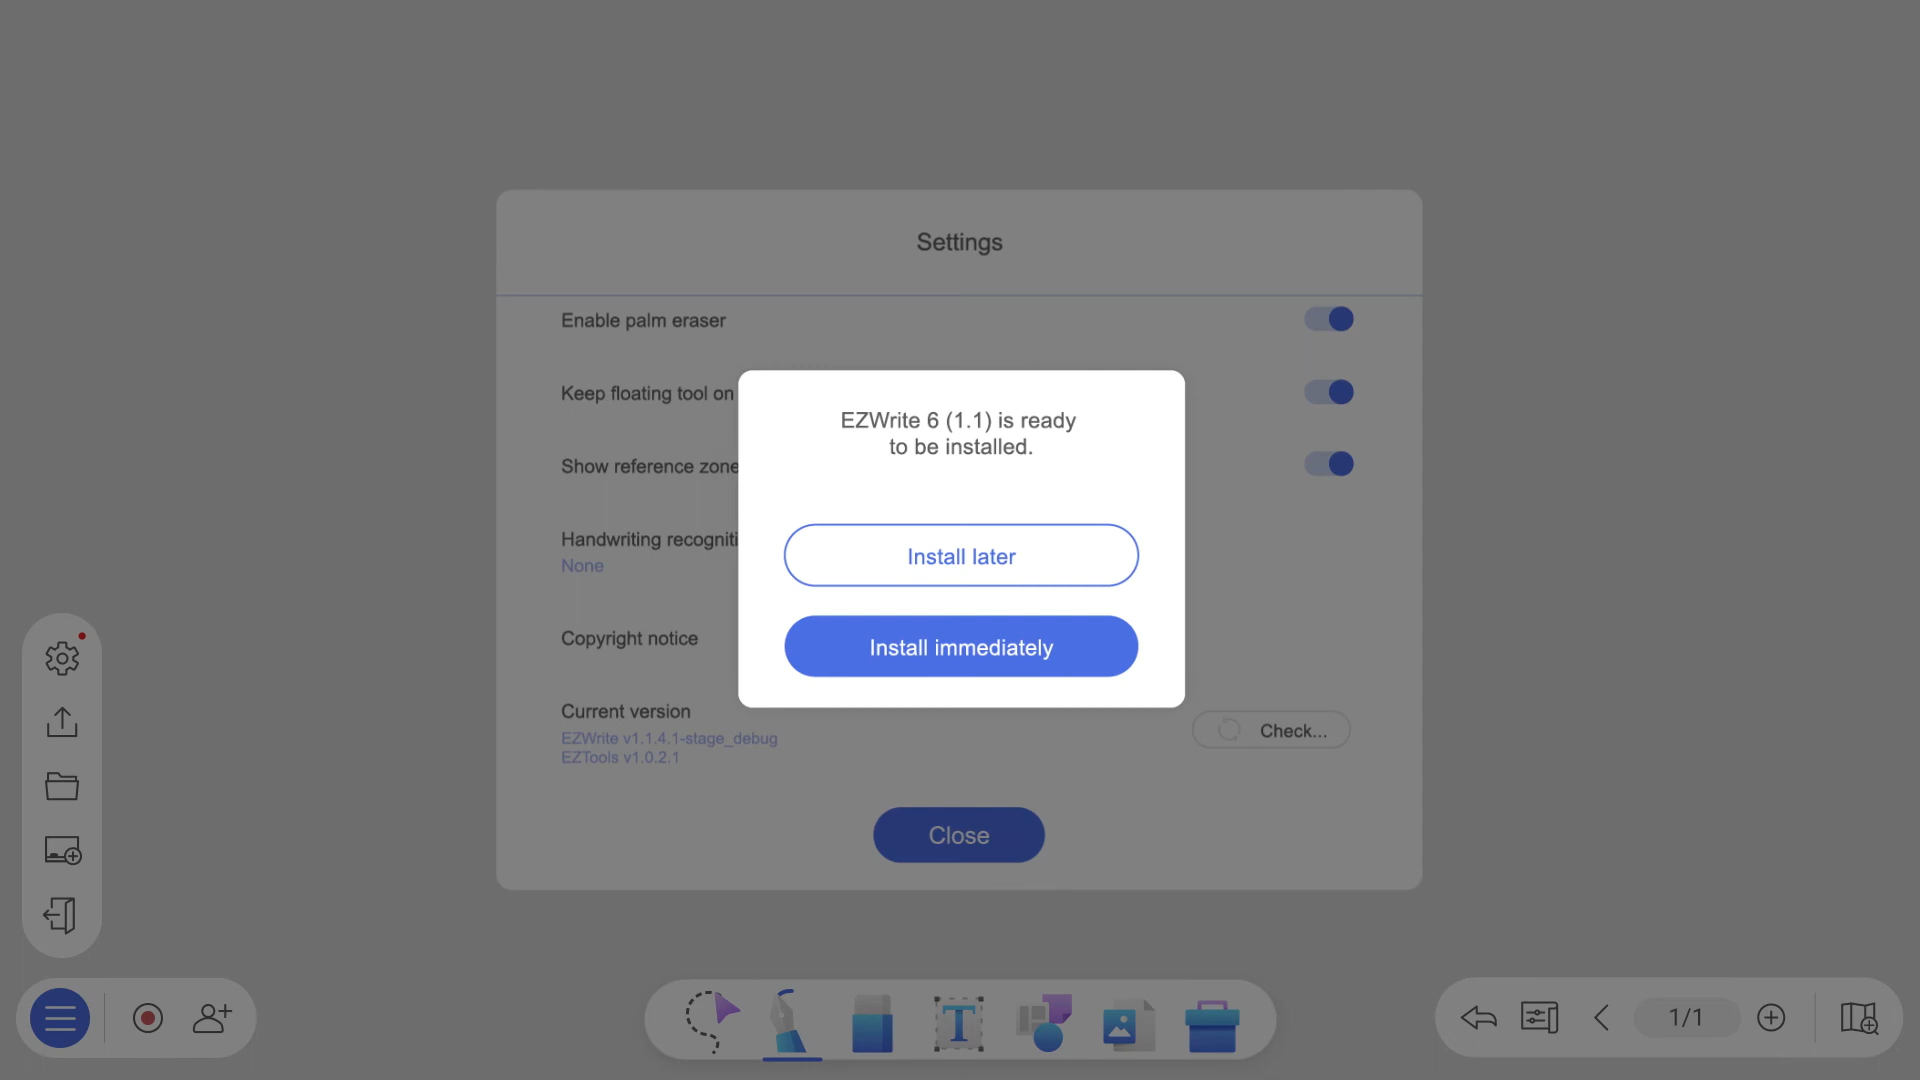 Settings
Enable palm eraser
Keep floating tool on
Show reference zone
Handwriting recogniti
None
Copyright notice
Current version
EZWrite v1.1.4.1-stage_debug
EZTools v1.0.2.1
Check...
Close
EZWrite 6 (1.1) is ready
to be installed.
Install later
Install immediately
T
1/1